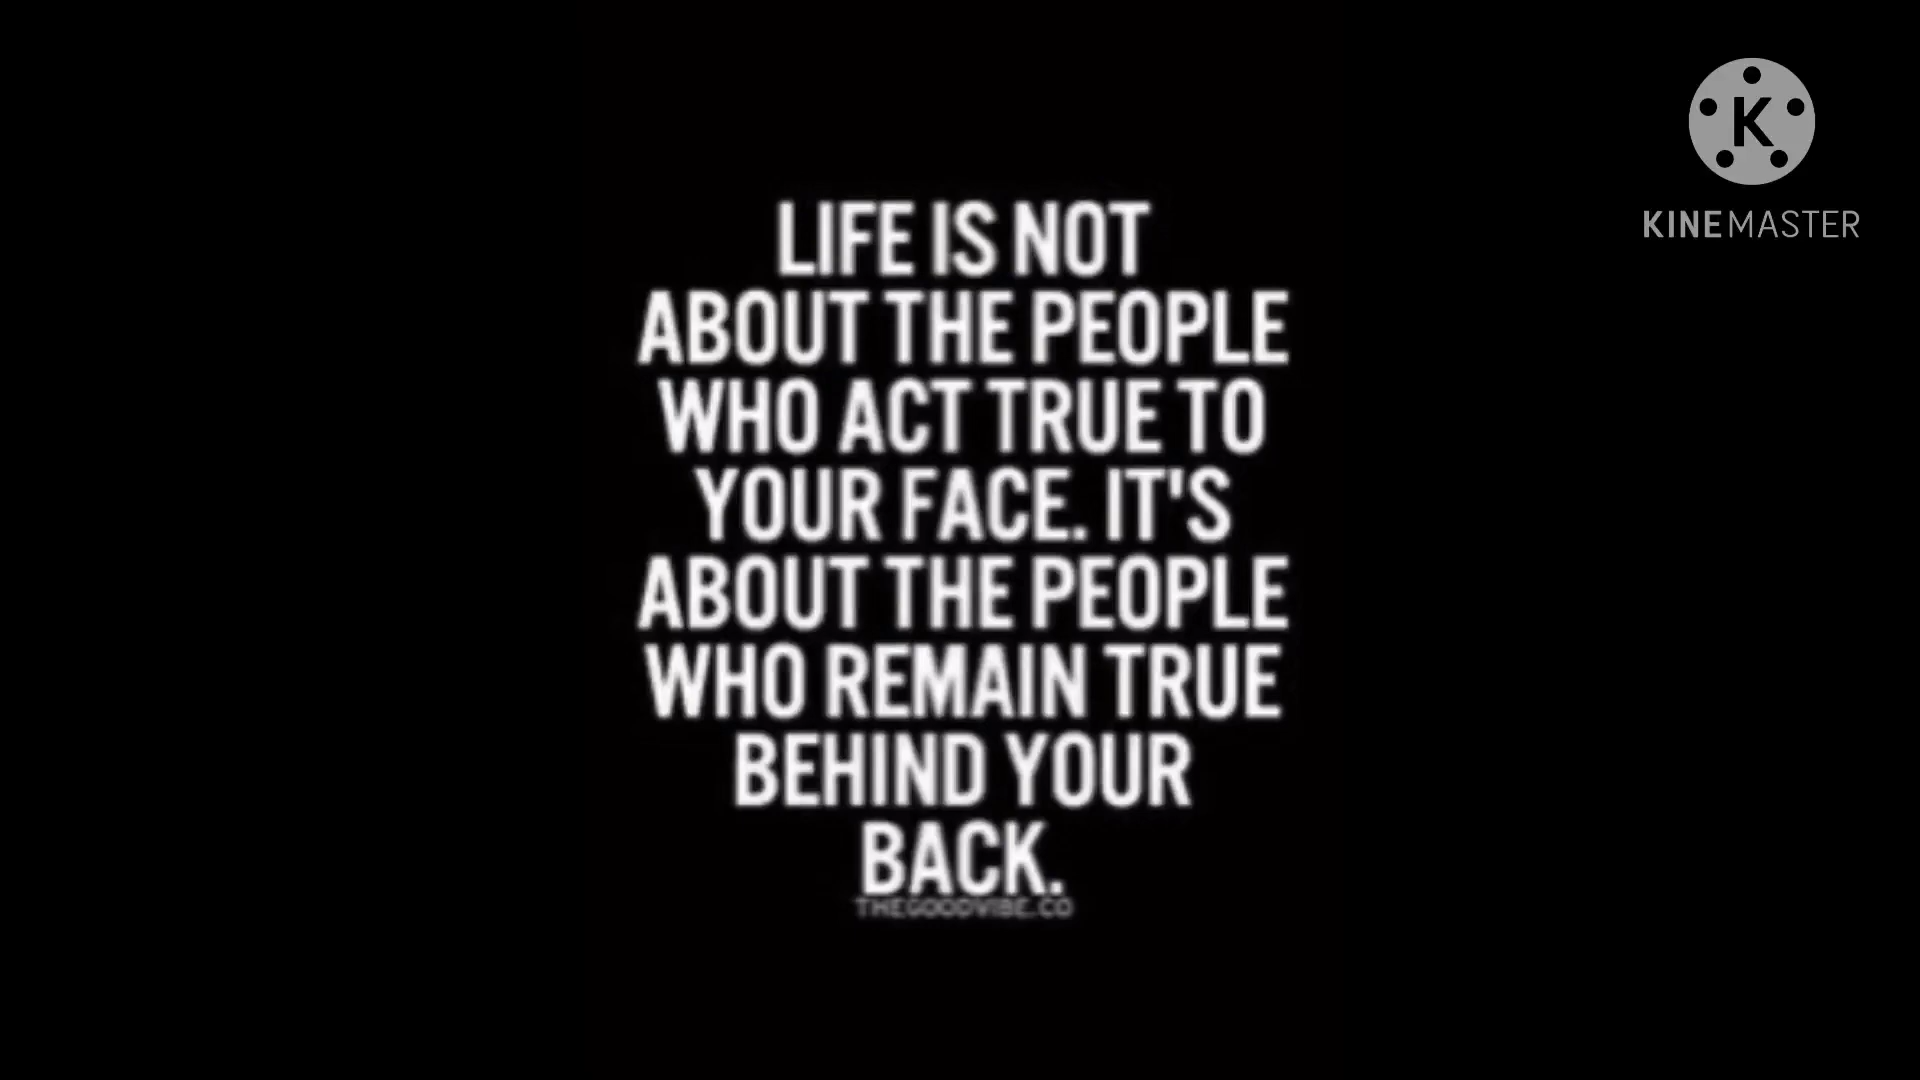 K
KINEMASTER
LIFE IS NOT
ABOUT THE PEOPLE
WHO ACT TRUE TO
YOUR FACE. IT'S
ABOUT THE PEOPLE
WHO REMAIN TRUE
BEHIND YOUR
BACK.
THEGOODVIBE.CO